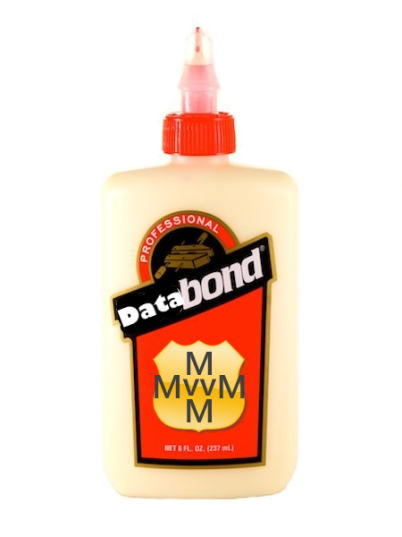 PROFESSIONAL
Databond®
M
MvvM
M
NET 8 FL. OZ. (237 mL)